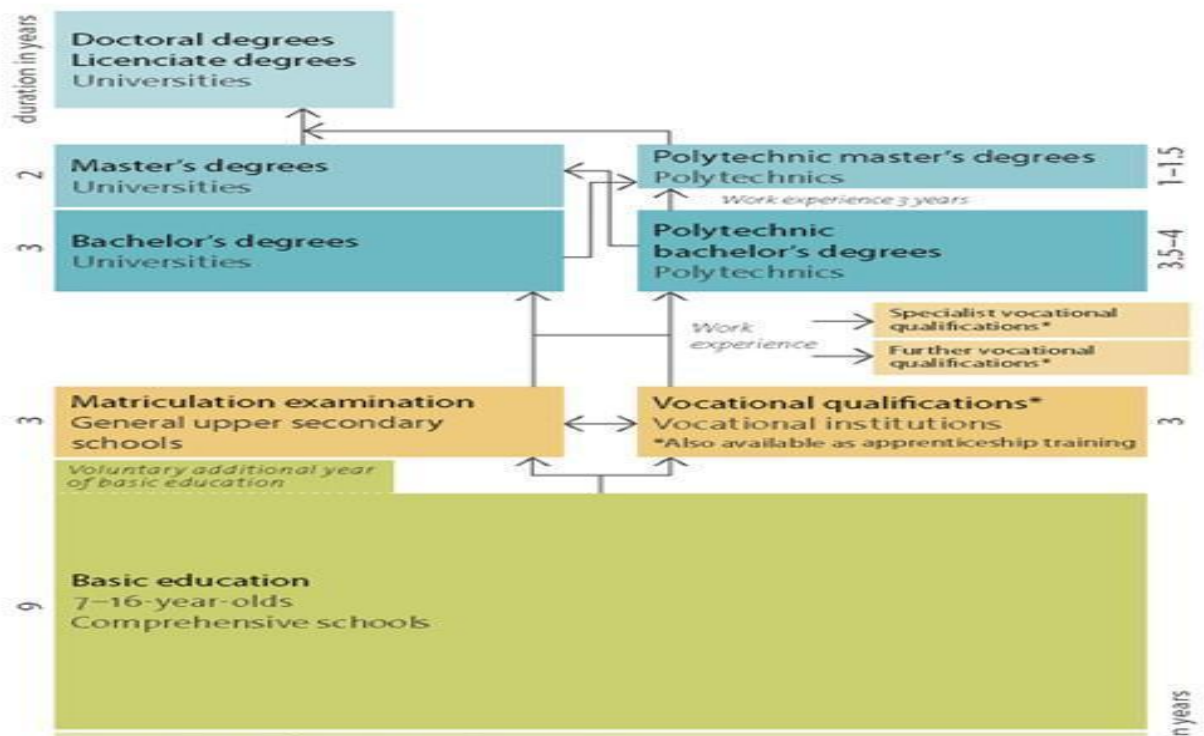 duration in years
Doctoral degrees
Licenciate degrees
Universities
2
Master's degrees
Universities
Polytechnic master's degrees
Polytechnics
1–1.5
Work experience 3 years
3
Bachelor's degrees
Universities
Polytechnic
bachelor's degrees
Polytechnics
3.5–4
Work
experience
Specialist vocational
qualifications*
Further vocational
qualifications*
3
Matriculation examination
General upper secondary
schools
Vocational qualifications*
Vocational institutions
*Also available as apprenticeship training
3
Voluntary additional year
of basic education
9
Basic education
7–16-year-olds
Comprehensive schools
n years